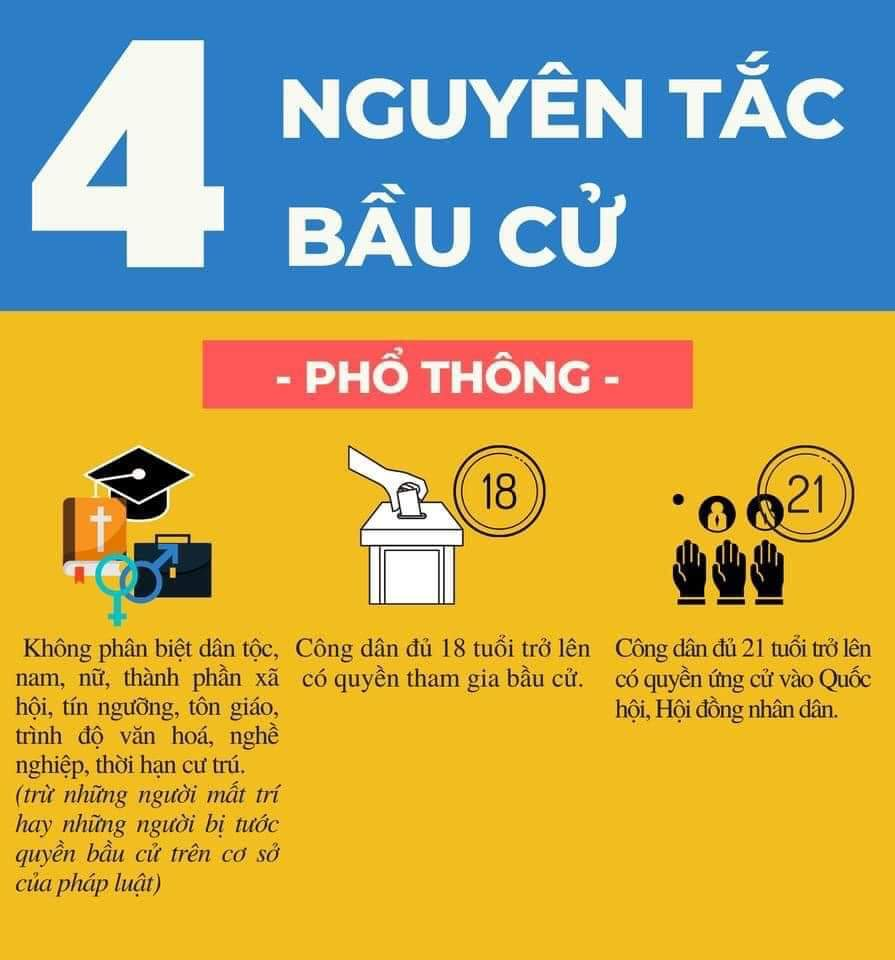 4
NGUYÊN TẮC
BẦU CỬ
- PHỔ THÔNG -
18
21
Không phân biệt dân tộc,
nam, nữ, thành phần xã
hội, tín ngưỡng, tôn giáo,
trình độ văn hoá, nghề
nghiệp, thời hạn cư trú.
(trừ những người mất trí
hay những người bị tước
quyền bầu cử trên cơ sở
của pháp luật)
Công dân đủ 18 tuổi trở lên
có quyền tham gia bầu cử.
Công dân đủ 21 tuổi trở lên
có quyền ứng cử vào Quốc
hội, Hội đồng nhân dân.